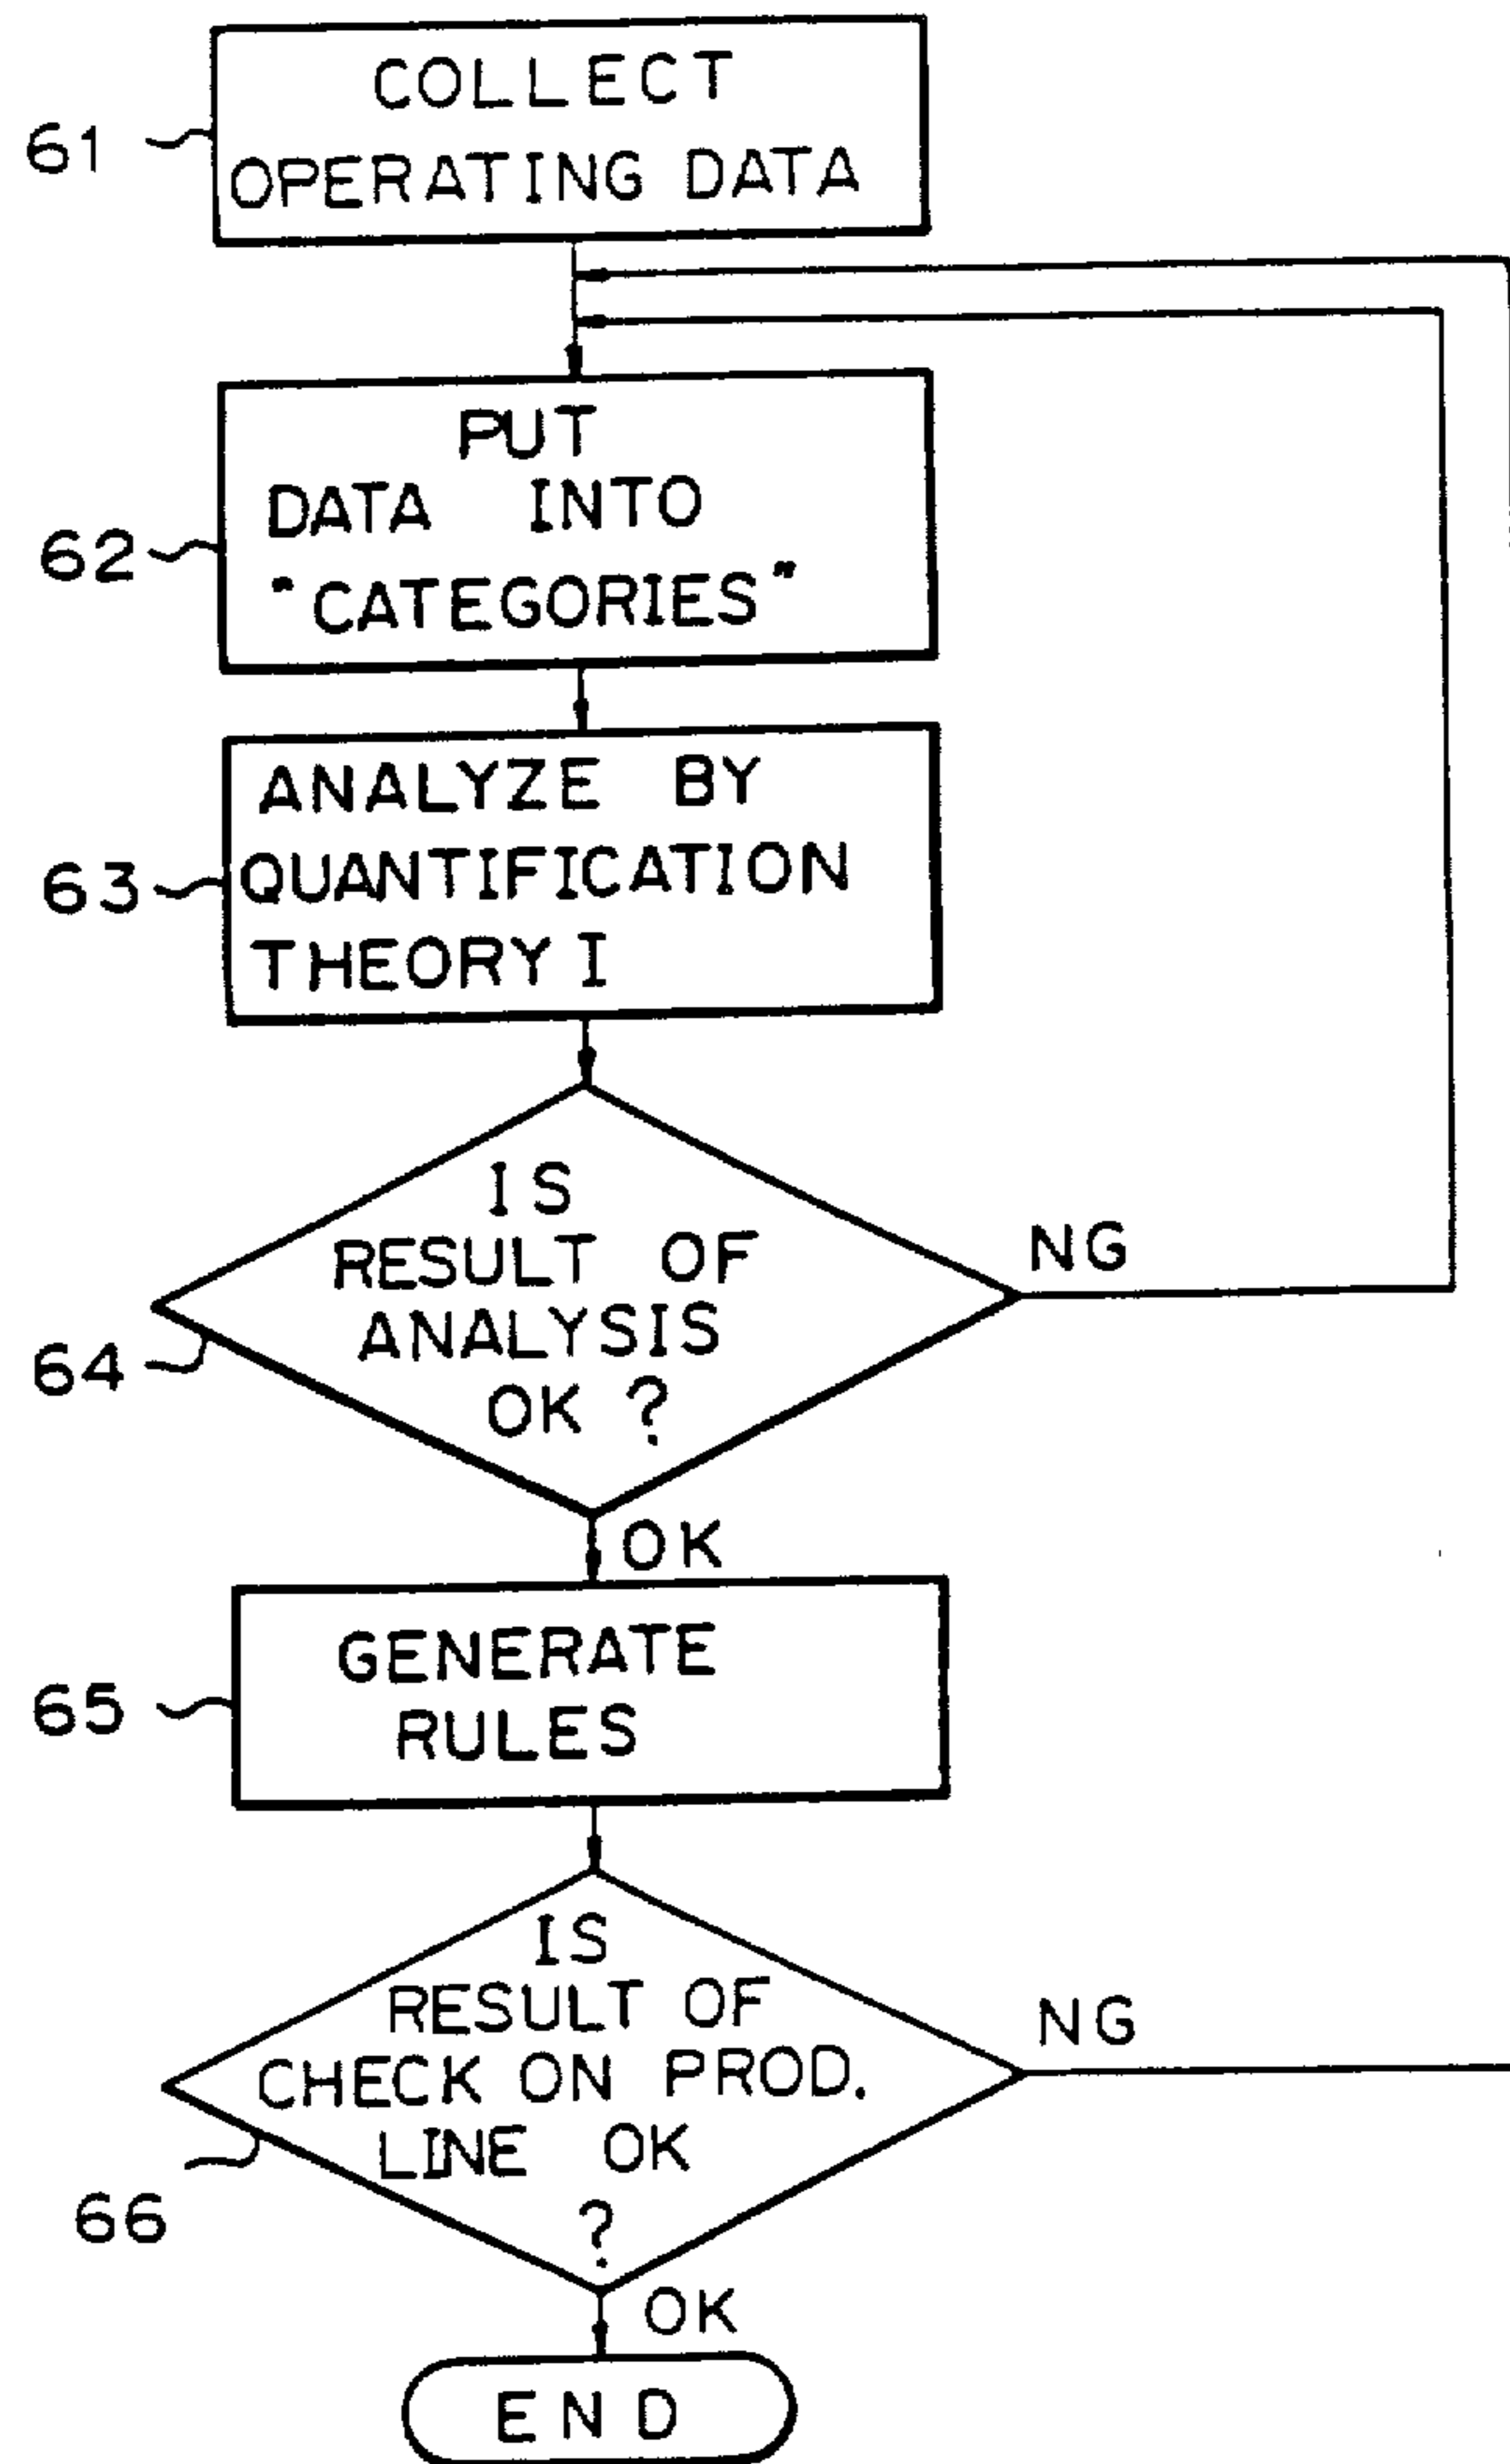 COLLECT
61
OPERATING DATA
PUT
DATA INTO
62
"CATEGORIES"
ANALYZE BY
63
QUANTIFICATION
THEORY I
IS
RESULT OF
NG
ANALYSIS
64
OK ?
OK
GENERATE
65
RULES
IS
RESULT OF
NG
CHECK ON PROD.
LINE OK
66
?
OK
END